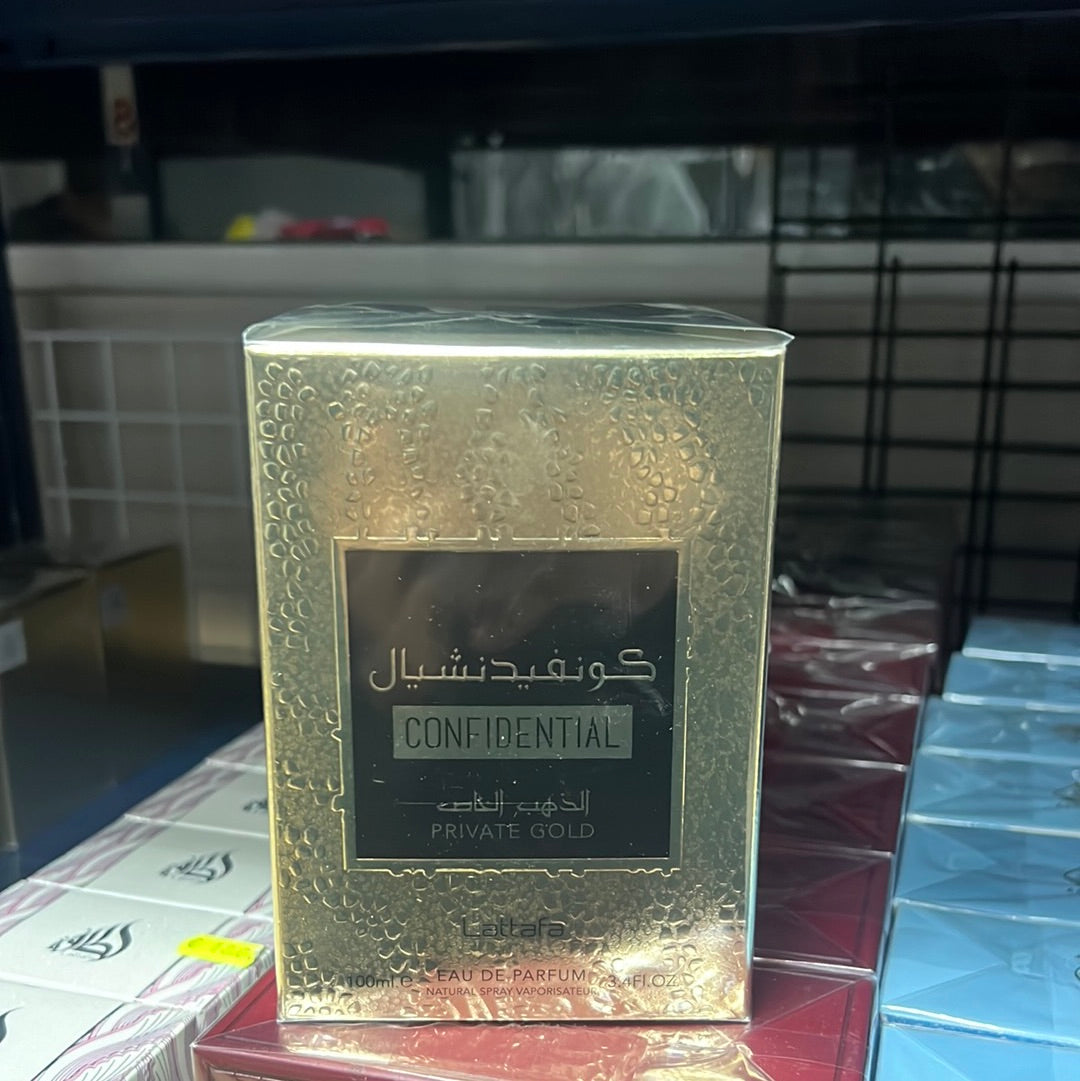 كونفيدنشيال
CONFIDENTIAL
الذهب الخاص
PRIVATE GOLD
Lattafa
100ml.e EAU DE PARFUM 3.4Fl.OZ
NATURAL SPRAY VAPORISATEUR